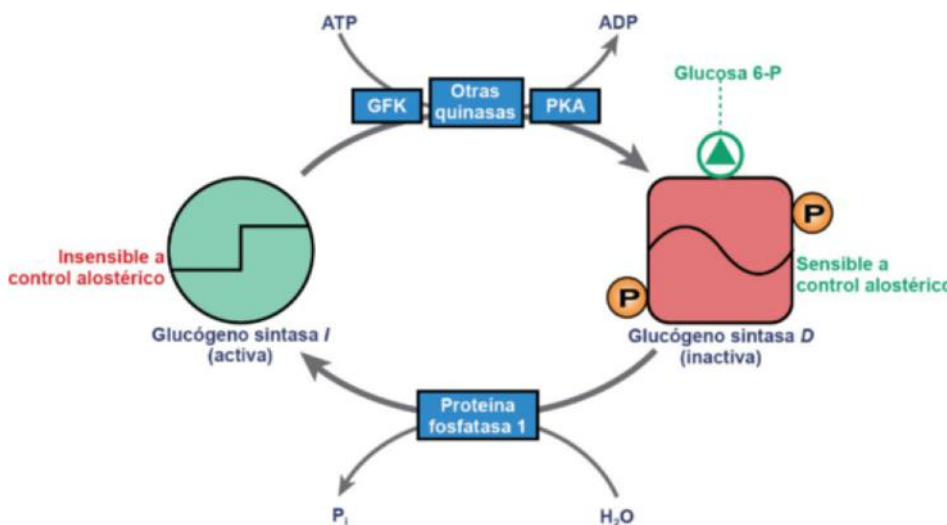 ATP
ADP
Glucosa 6-P
GFK
Otras
quinasas
PKA
P
P
Insensible a
control alostérico
Sensible a
control alostérico
Glucógeno sintasa I
(activa)
Glucógeno sintasa D
(inactiva)
Proteína
fosfatasa 1
Pi
H₂O